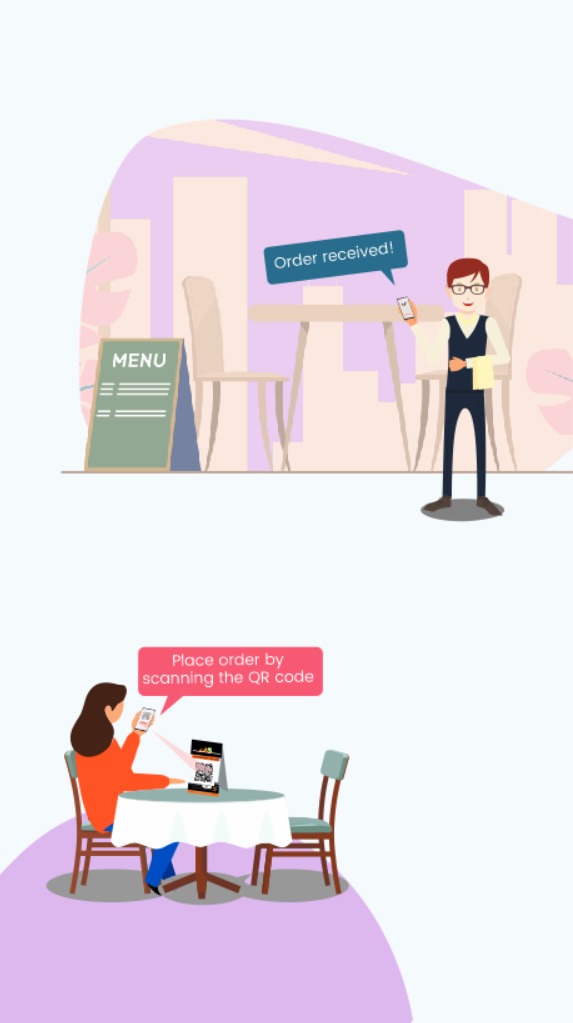 Order received!
MENU
Place order by
scanning the QR code